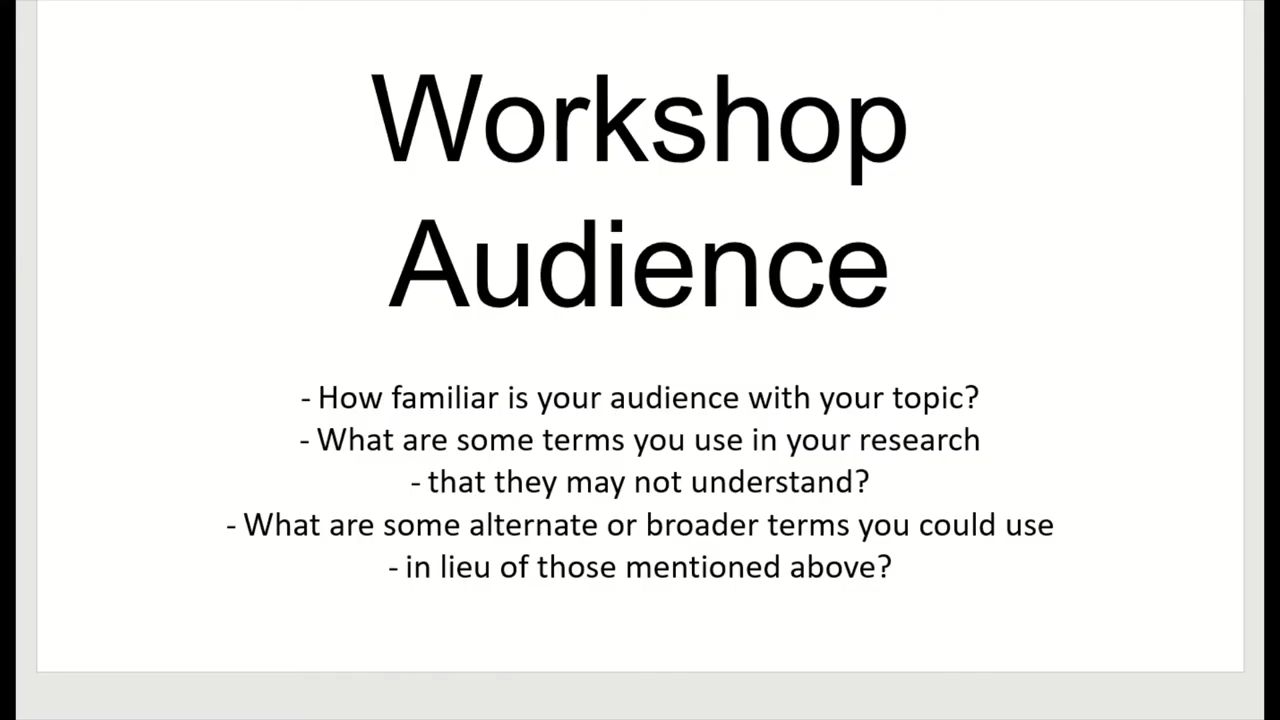 Workshop
Audience
- How familiar is your audience with your topic?
- What are some terms you use in your research
- that they may not understand?
- What are some alternate or broader terms you could use
- in lieu of those mentioned above?